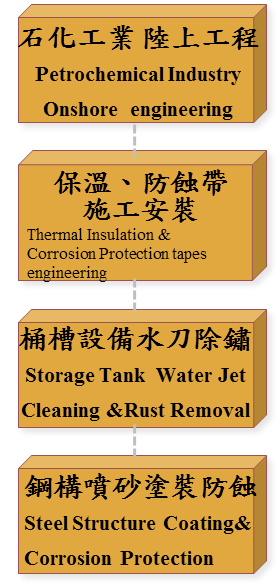 石化工業 陸上工程
Petrochemical Industry
Onshore engineering
保溫、防蝕帶
施工安裝
Thermal Insulation &
Corrosion Protection tapes
engineering
桶槽設備水刀除鏽
Storage Tank Water Jet
Cleaning &Rust Removal
鋼構噴砂塗裝防蝕
Steel Structure Coating&
Corrosion Protection